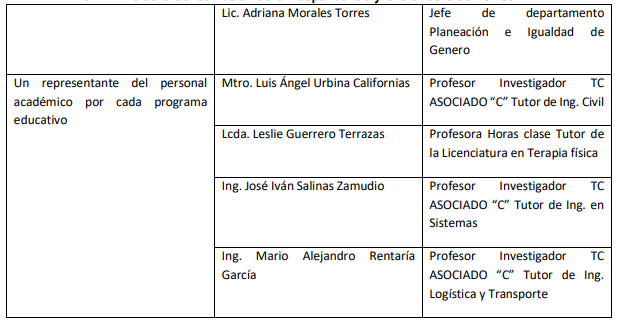 Lic. Adriana Morales Torres
Jefe de departamento
Planeación e Igualdad de
Genero
Un representante del personal
académico por cada programa
educativo
Mtro. Luis Ángel Urbina Californias
Profesor Investigador TC
ASOCIADO “C” Tutor de Ing. Civil
Lcda. Leslie Guerrero Terrazas
Profesora Horas clase Tutor de
la Licenciatura en Terapia física
Ing. José Iván Salinas Zamudio
Profesor Investigador TC
ASOCIADO “C” Tutor de Ing. en
Sistemas
Ing. Mario Alejandro Rentaría
García
Profesor Investigador TC
ASOCIADO “C” Tutor de Ing.
Logística y Transporte